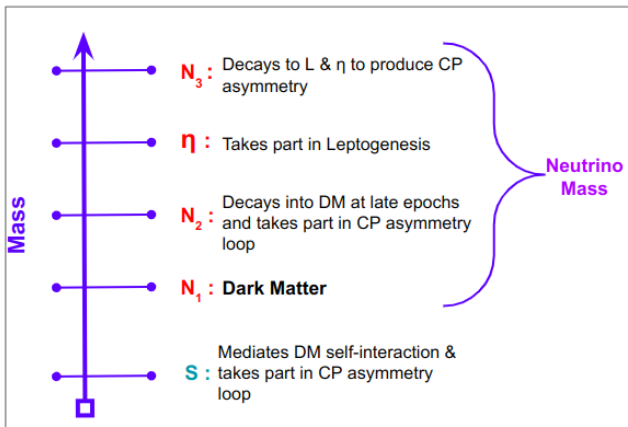 N3 : Decays to L & η to produce CP
asymmetry
η : Takes part in Leptogenesis
Neutrino
Mass
Decays into DM at late epochs
N2 : and takes part in CP asymmetry
loop
Mass
N1 : Dark Matter
Mediates DM self-interaction &
S : takes part in CP asymmetry
loop